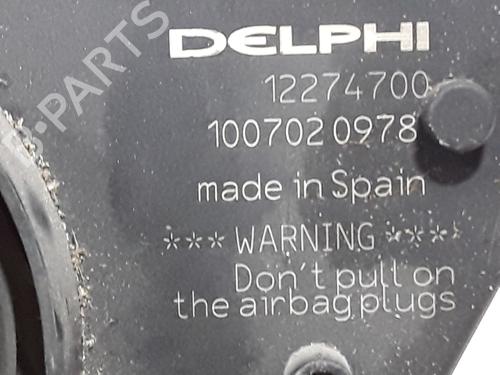 B-PARTS
DELPHI
12274700
1007020978
made in Spain
*** WARNING ***
Don't pull on
the airbag plugs